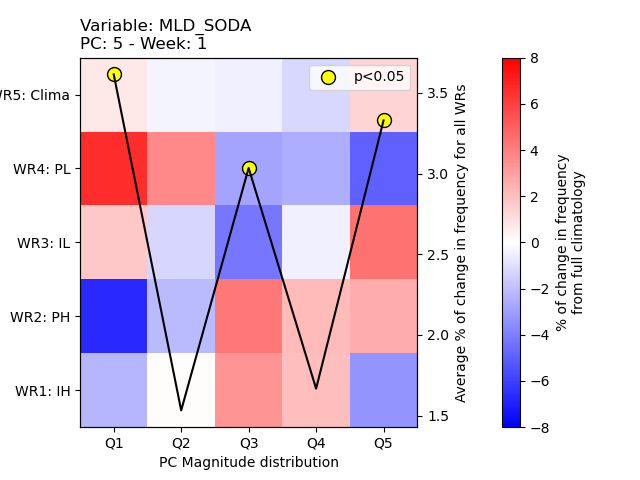 Variable: MLD_SODA
PC: 5 - Week: 1
p<0.05
WR5: Clima
WR4: PL
WR3: IL
WR2: PH
WR1: IH
Q1 Q2 Q3 Q4 Q5
PC Magnitude distribution
3.5
3.0
2.5
2.0
1.5
Average % of change in frequency for all WRs
8
6
4
2
0
−2
−4
−6
−8
% of change in frequency
from full climatology